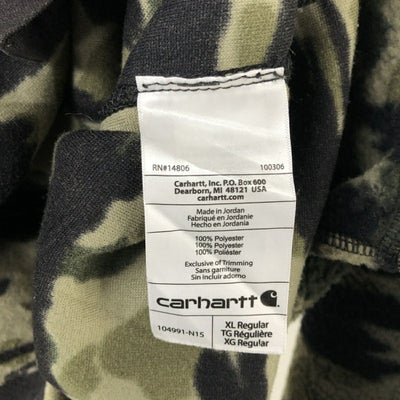 RN#14806 100306
Carhartt, Inc. P.O. Box 600
Dearborn, MI 48121 USA
carhartt.com
Made in Jordan
Fabriqué en Jordanie
Hecho en Jordania
100% Polyester
100% Polyester
100% Poliéster
Exclusive of Trimming
Sans garniture
Sin incluir adorno
carhartt
104991-N15
XL Regular
TG Régulière
XG Regular